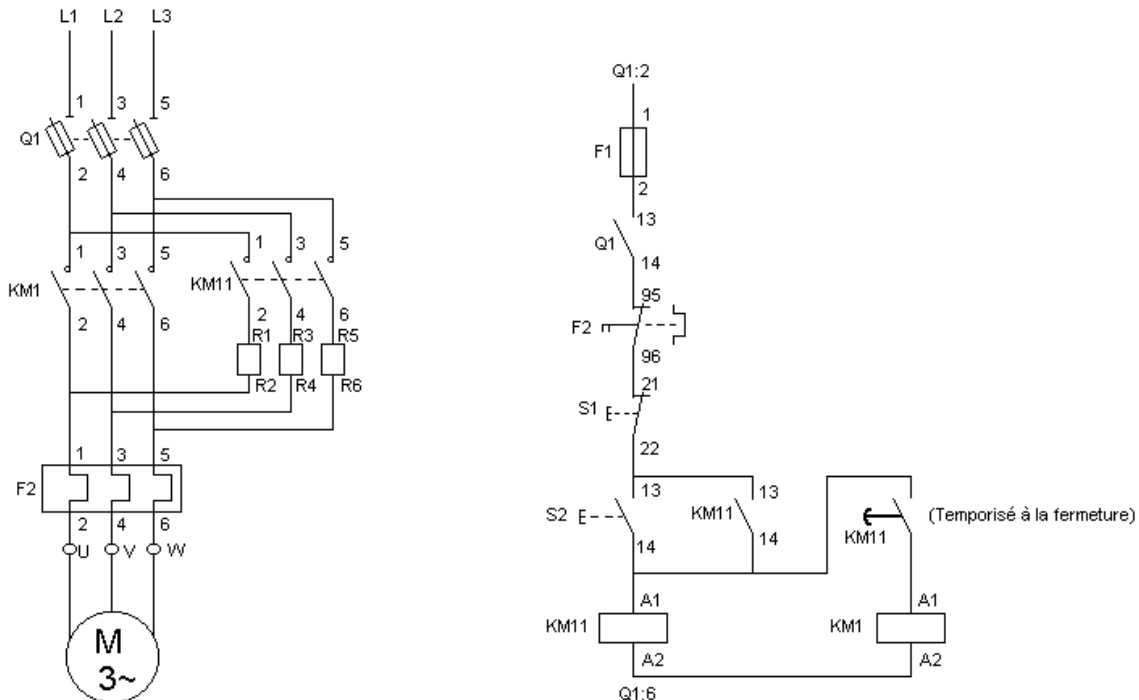 L1 L2 L3
1 3 5
Q1
2 4 6
1 3 5
KM1
2 4 6
1 3 5
KM11
2 4 6
R1 R3 R5
R2 R4 R6
1 3 5
F2
2 4 6
U V W
M
3~
Q1:2
1
F1
2
13
Q1
14
95
F2
96
21
S1
22
13
S2
14
13
KM11
14
KM11
(Temporisé à la fermeture)
A1
KM11
A2
A1
KM1
A2
Q1:6